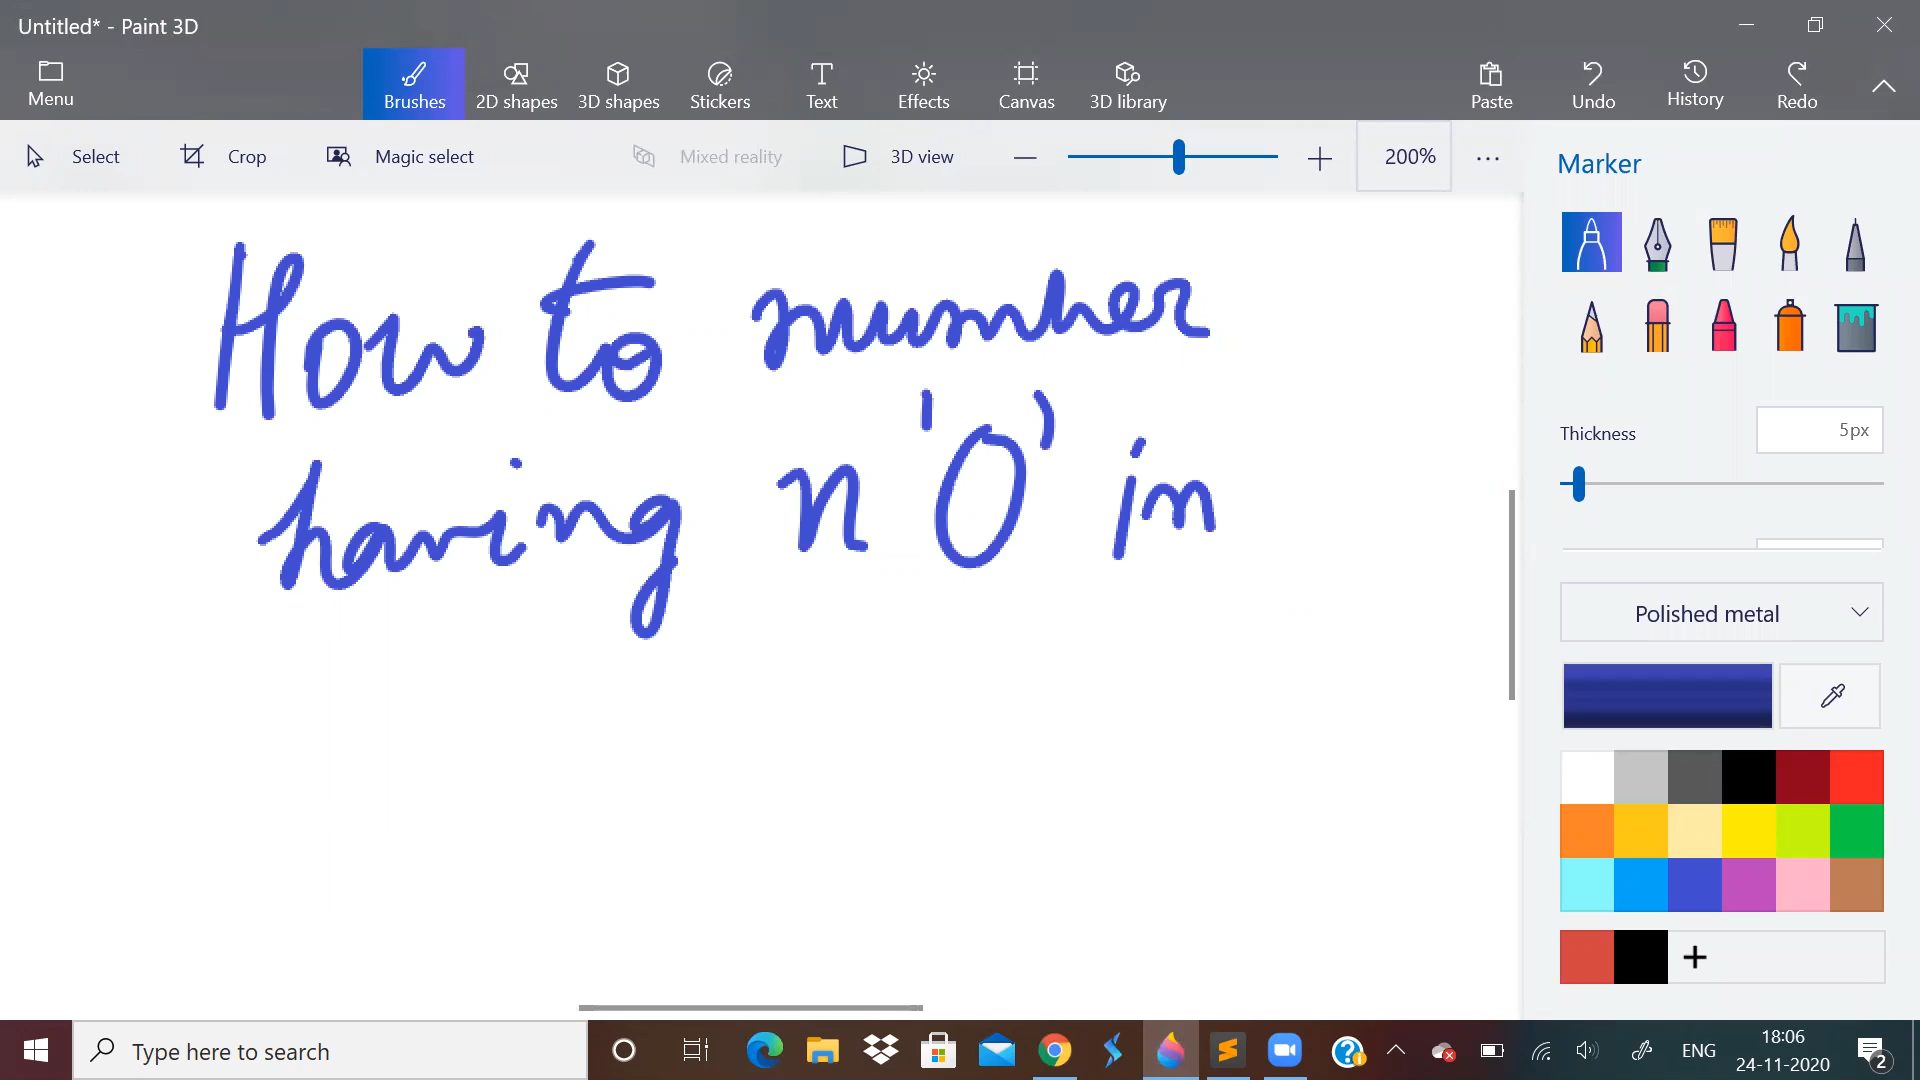 Untitled* - Paint 3D
Menu Brushes 2D shapes 3D shapes Stickers Text Effects Canvas 3D library Paste Undo History Redo
Select Crop Magic select Mixed reality 3D view 200% ...
Marker
How to number
having n '0' in
Thickness 5px
Polished metal
Type here to search
ENG
18:06
24-11-2020
2